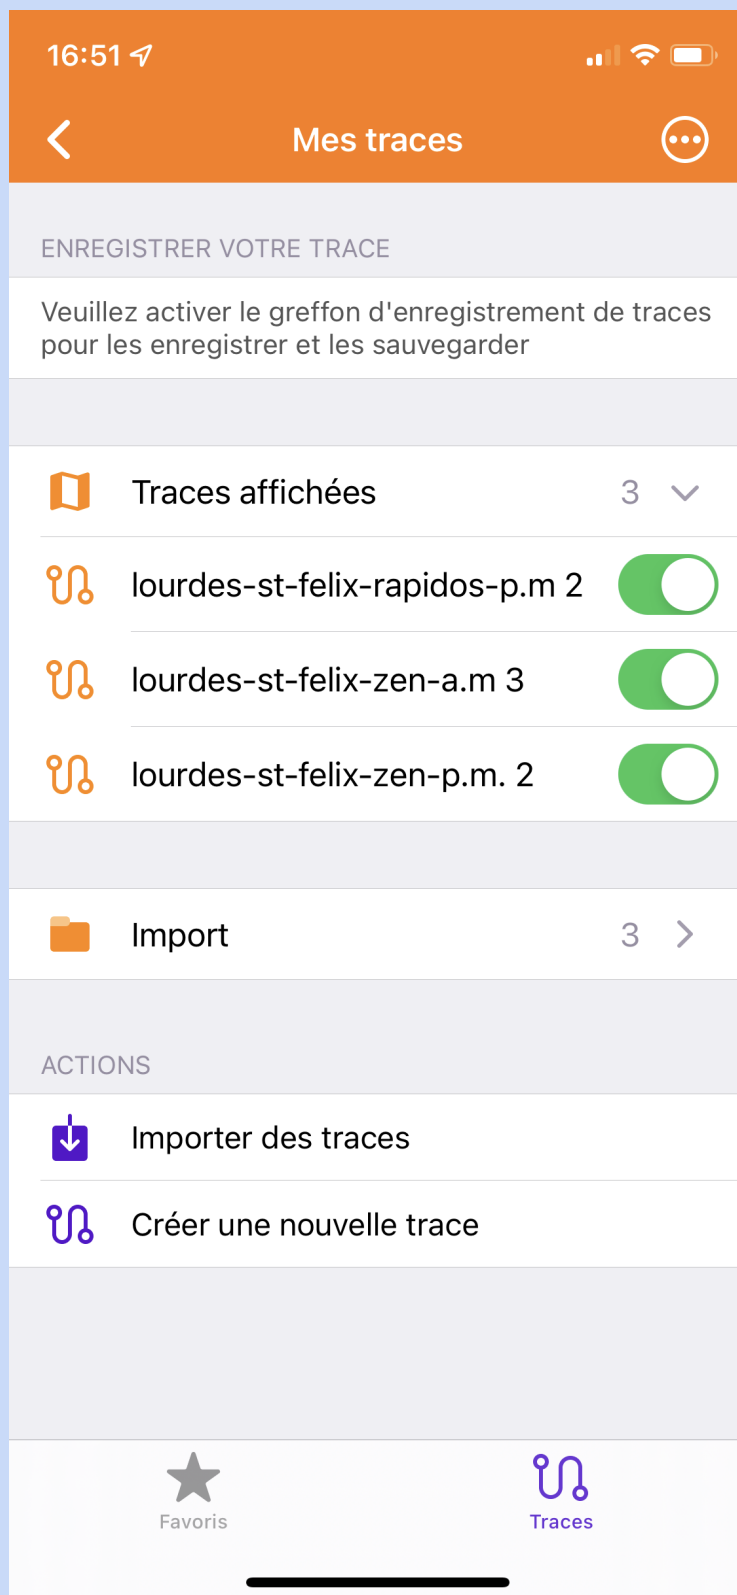 16:51
Mes traces
ENREGISTRER VOTRE TRACE
Veuillez activer le greffon d'enregistrement de traces
pour les enregistrer et les sauvegarder
Traces affichées 3
lourdes-st-felix-rapidos-p.m 2
lourdes-st-felix-zen-a.m 3
lourdes-st-felix-zen-p.m. 2
Import 3
ACTIONS
Importer des traces
Créer une nouvelle trace
Favoris Traces